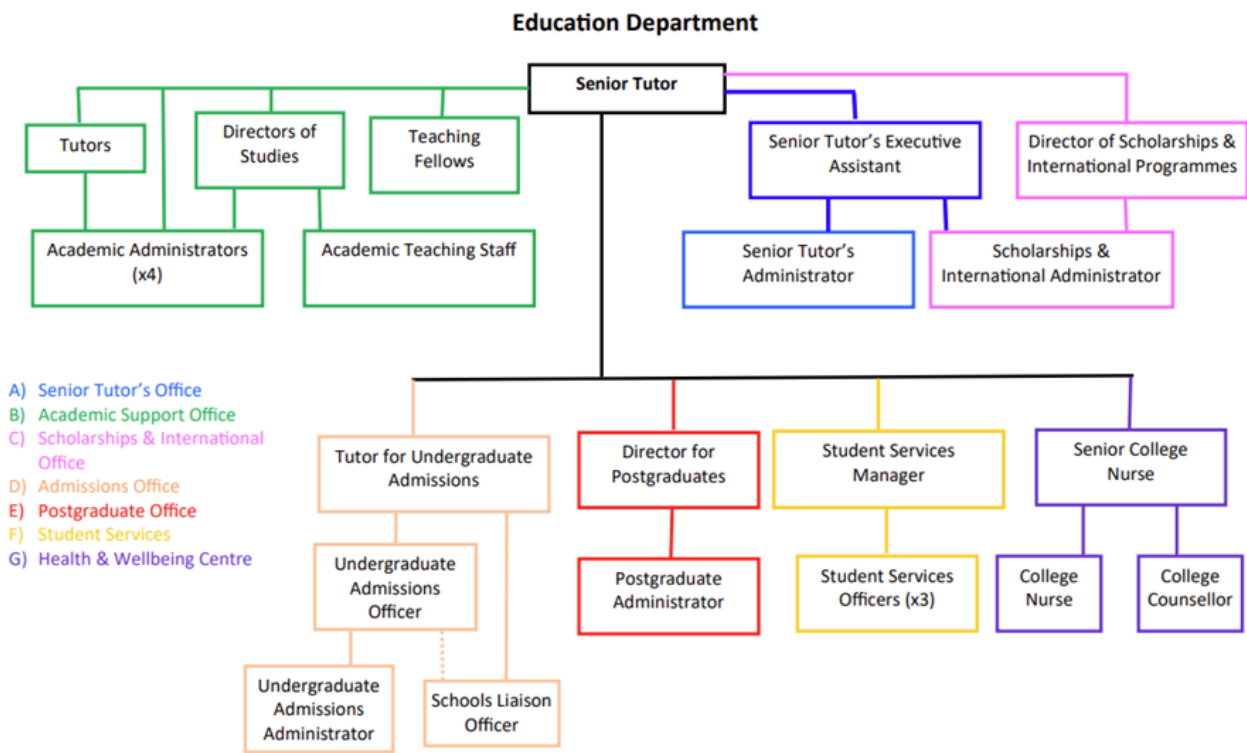 Education Department
Senior Tutor
Tutors
Directors of
Studies
Teaching
Fellows
Senior Tutor’s Executive
Assistant
Director of Scholarships &
International Programmes
Academic Administrators
(x4)
Academic Teaching Staff
Senior Tutor’s
Administrator
Scholarships &
International Administrator
A) Senior Tutor’s Office
B) Academic Support Office
C) Scholarships & International
Office
D) Admissions Office
E) Postgraduate Office
F) Student Services
G) Health & Wellbeing Centre
Tutor for Undergraduate
Admissions
Director for
Postgraduates
Student Services
Manager
Senior College
Nurse
Undergraduate
Admissions
Officer
Postgraduate
Administrator
Student Services
Officers (x3)
College
Nurse
College
Counsellor
Undergraduate
Admissions
Administrator
Schools Liaison
Officer